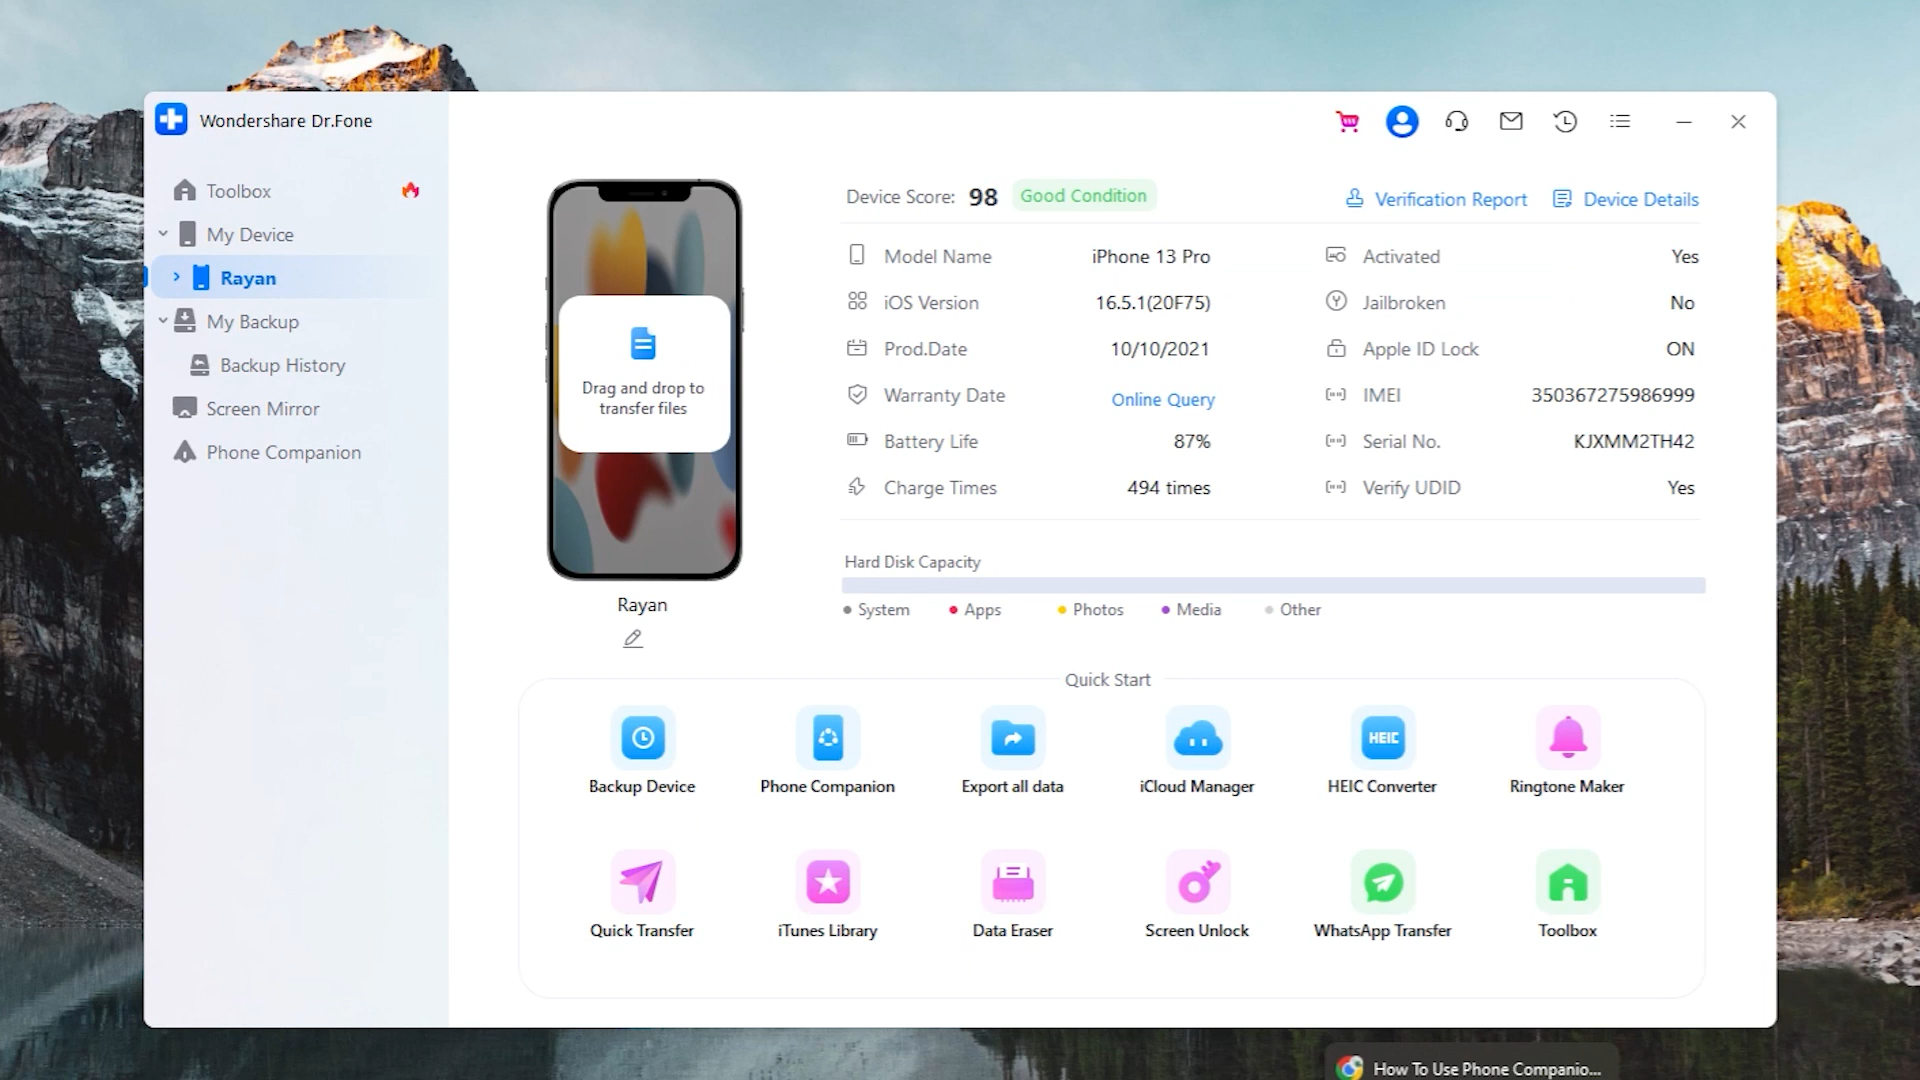 Wondershare Dr.Fone
Toolbox
My Device
Rayan
My Backup
Backup History
Screen Mirror
Phone Companion
Drag and drop to
transfer files
Rayan
Device Score: 98 Good Condition
Verification Report Device Details
Model Name iPhone 13 Pro
Activated Yes
iOS Version 16.5.1(20F75)
Jailbroken No
Prod.Date 10/10/2021
Apple ID Lock ON
Warranty Date Online Query
IMEI 350367275986999
Battery Life 87%
Serial No. KJXMM2TH42
Charge Times 494 times
Verify UDID Yes
Hard Disk Capacity
System Apps Photos Media Other
Quick Start
Backup Device Phone Companion Export all data iCloud Manager HEIC Converter Ringtone Maker
HEIC
Quick Transfer iTunes Library Data Eraser Screen Unlock WhatsApp Transfer Toolbox
How To Use Phone Companio...